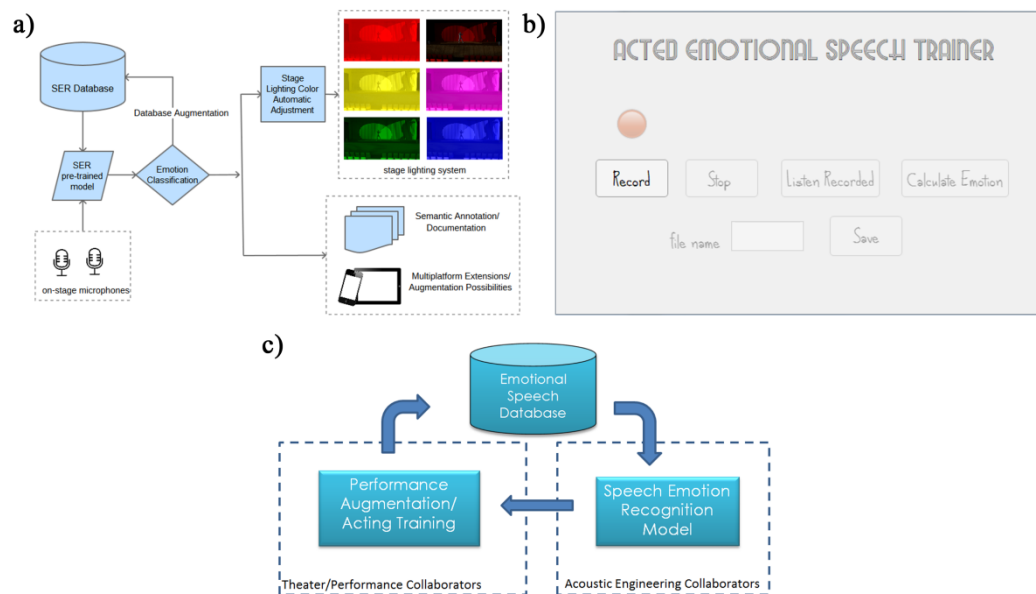 a)
SER Database
Database Augmentation
SER
pre-trained
model
Emotion
Classification
on-stage microphones
Stage
Lighting Color
Automatic
Adjustment
stage lighting system
Semantic Annotation/
Documentation
Multiplatform Extensions/
Augmentation Possibilities
b)
ACTED EMOTIONAL SPEECH TRAINER
Record
Stop
Listen Recorded
Calculate Emotion
file name
Save
c)
Emotional
Speech
Database
Performance
Augmentation/
Acting Training
Speech Emotion
Recognition
Model
Theater/Performance Collaborators
Acoustic Engineering Collaborators